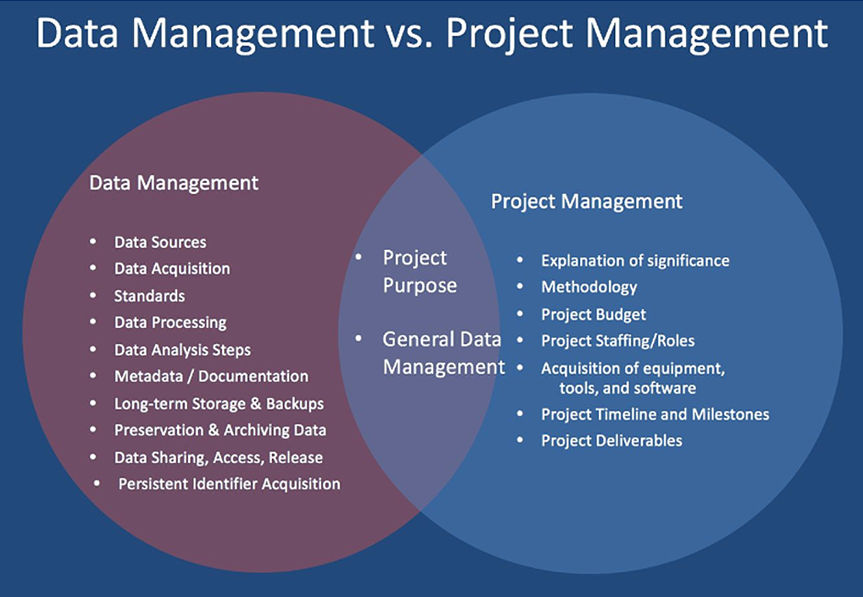 Data Management vs. Project Management
Data Management
• Data Sources
• Data Acquisition
• Standards
• Data Processing
• Data Analysis Steps
• Metadata / Documentation
• Long-term Storage & Backups
• Preservation & Archiving Data
• Data Sharing, Access, Release
• Persistent Identifier Acquisition
• Project
Purpose
• General Data
Management
Project Management
• Explanation of significance
• Methodology
• Project Budget
• Project Staffing/Roles
• Acquisition of equipment,
tools, and software
• Project Timeline and Milestones
• Project Deliverables